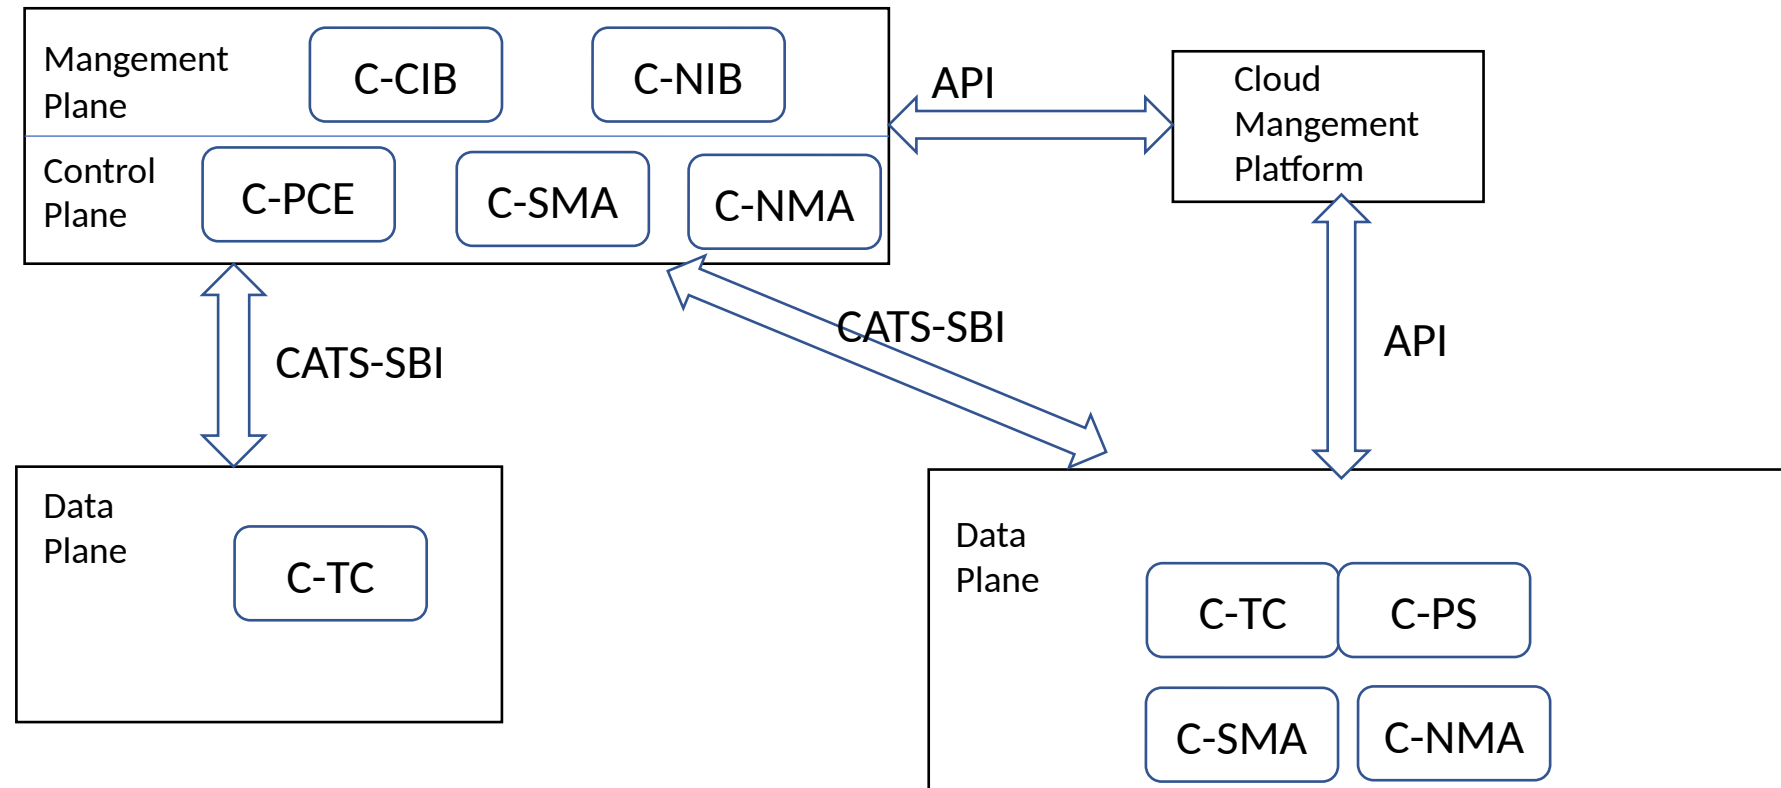 Mangement
Plane
C-CIB
C-NIB
API
Cloud
Mangement
Platform
Control
Plane
C-PCE
C-SMA
C-NMA
CATS-SBI
CATS-SBI
API
Data
Plane
C-TC
Data
Plane
C-TC
C-PS
C-SMA
C-NMA